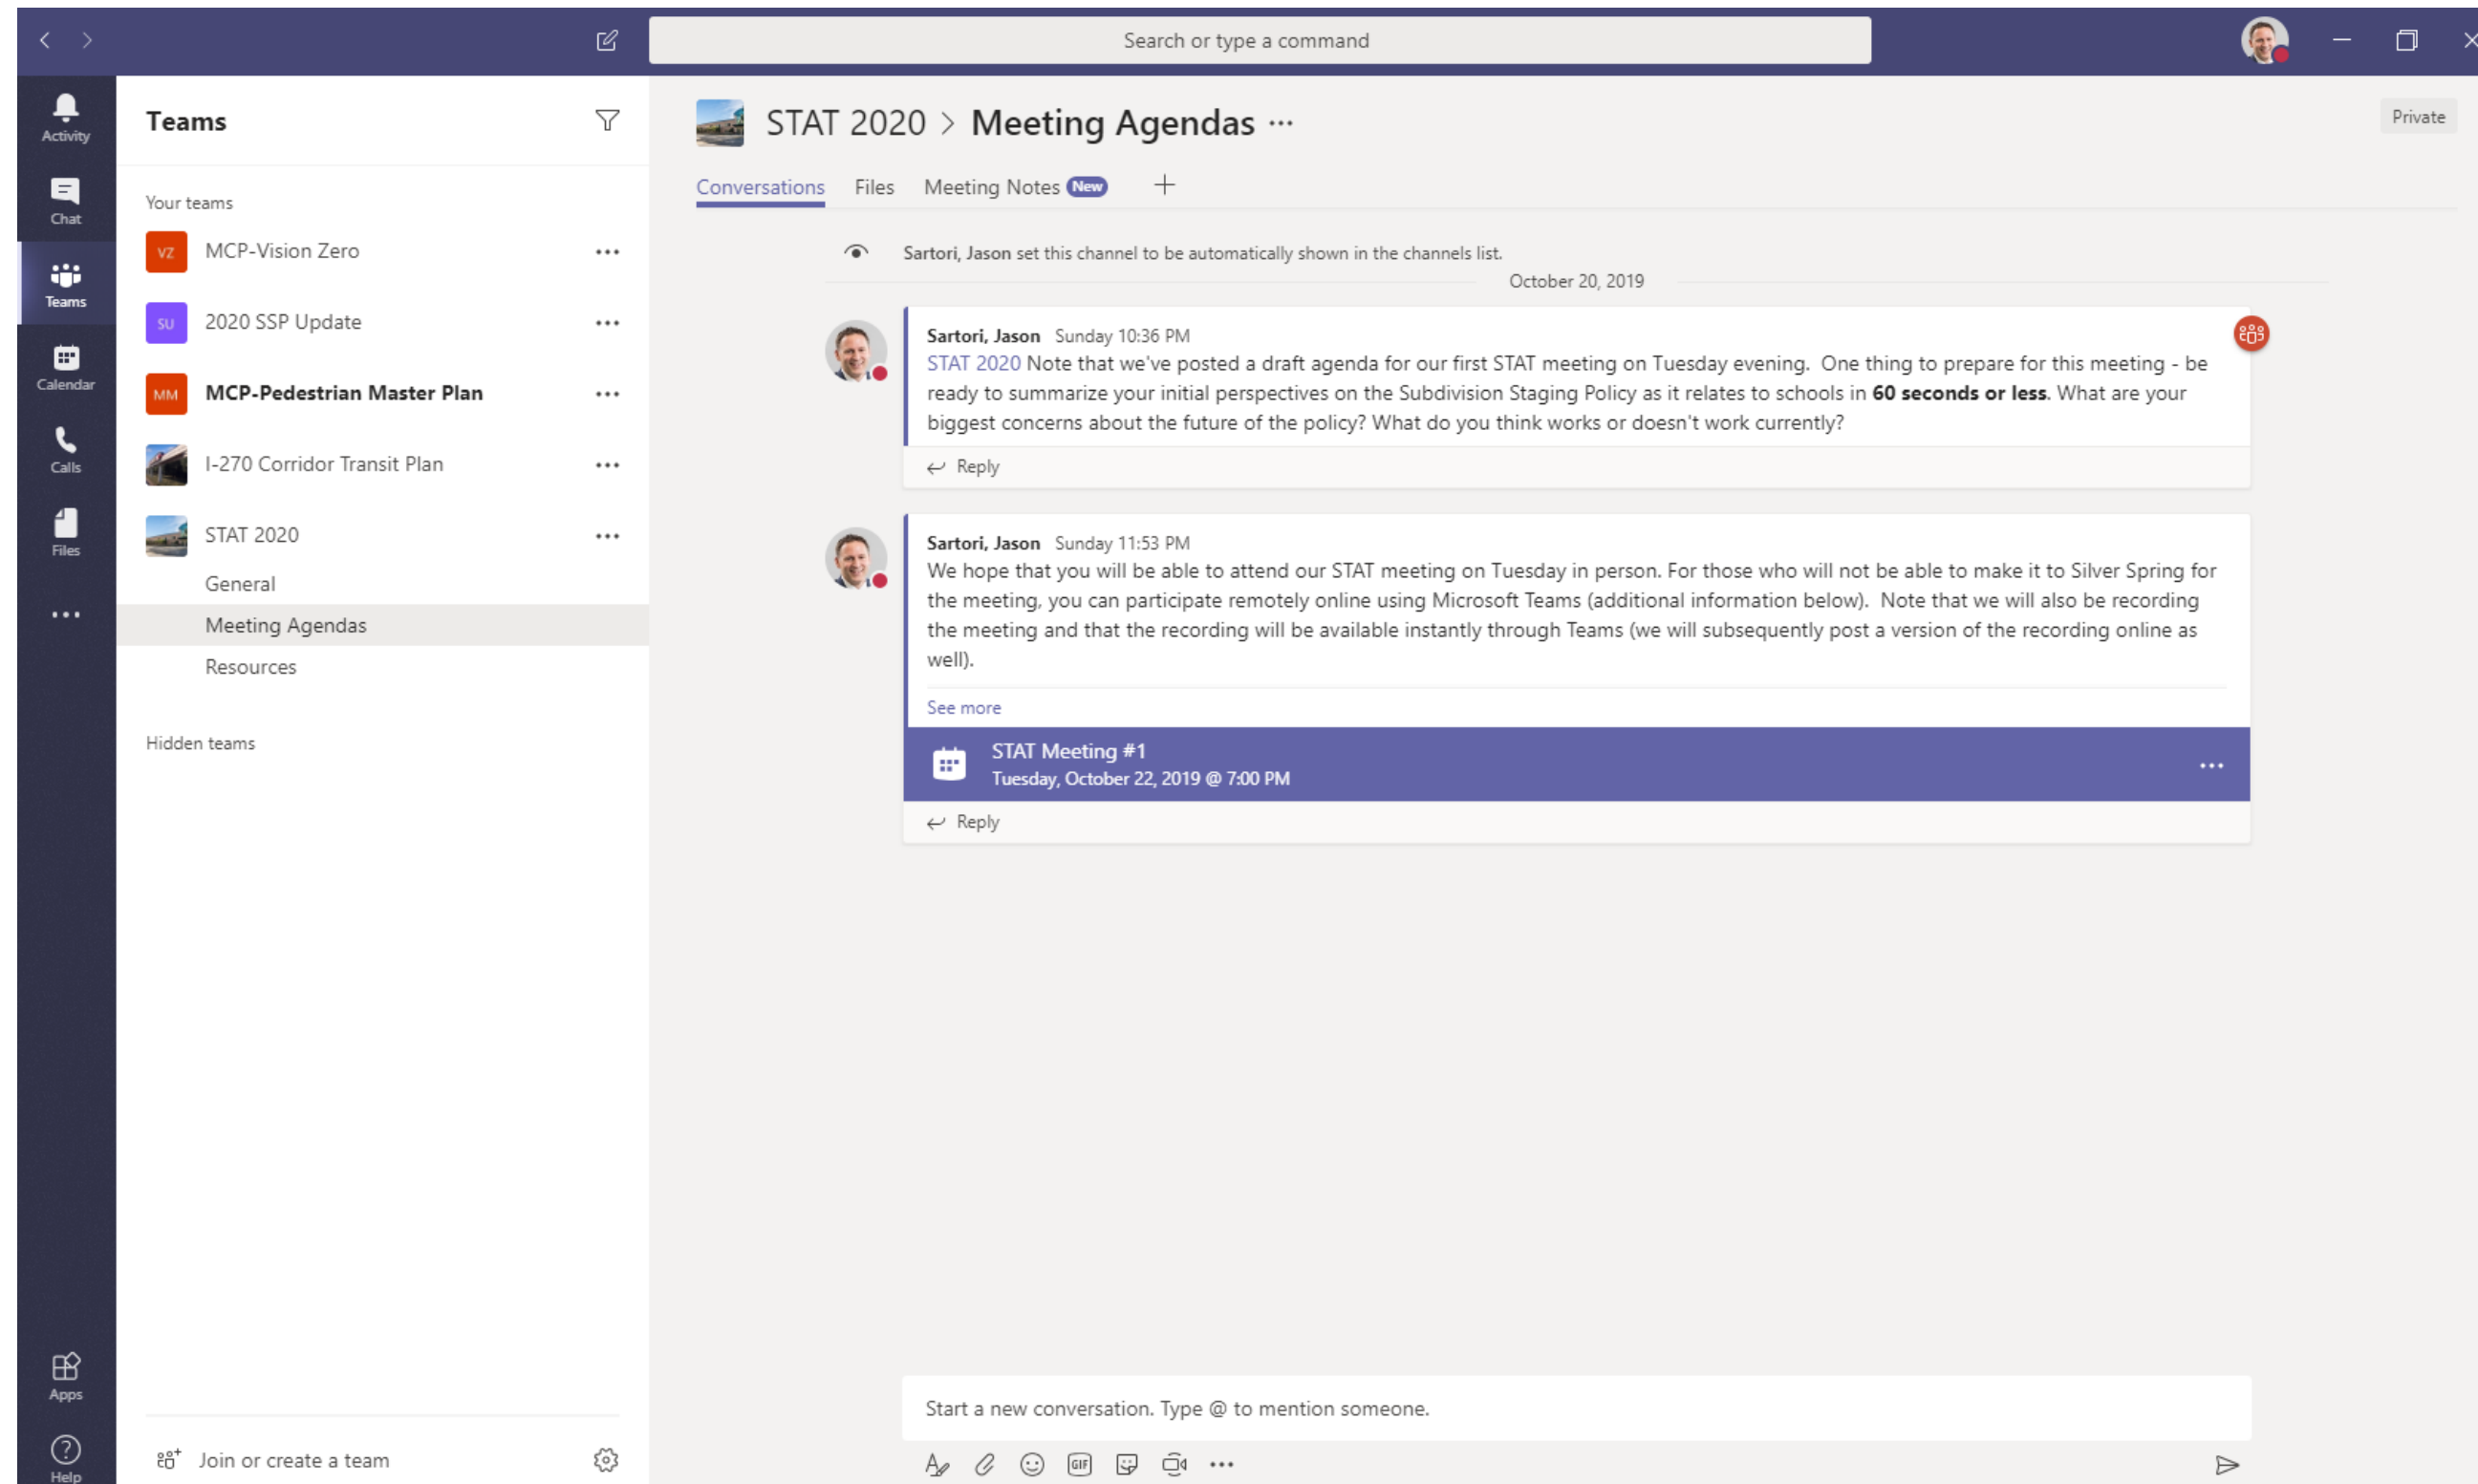 Search or type a command
Activity
Chat
Teams
Calendar
Calls
Files
Apps
Help
Teams
Your teams
VZ MCP-Vision Zero
SU 2020 SSP Update
MM MCP-Pedestrian Master Plan
I-270 Corridor Transit Plan
STAT 2020
General
Meeting Agendas
Resources
Hidden teams
Join or create a team
STAT 2020 > Meeting Agendas ...
Private
Conversations Files Meeting Notes New +
Sartori, Jason set this channel to be automatically shown in the channels list.
October 20, 2019
Sartori, Jason Sunday 10:36 PM
STAT 2020 Note that we've posted a draft agenda for our first STAT meeting on Tuesday evening. One thing to prepare for this meeting - be
ready to summarize your initial perspectives on the Subdivision Staging Policy as it relates to schools in 60 seconds or less. What are your
biggest concerns about the future of the policy? What do you think works or doesn't work currently?
Reply
Sartori, Jason Sunday 11:53 PM
We hope that you will be able to attend our STAT meeting on Tuesday in person. For those who will not be able to make it to Silver Spring for
the meeting, you can participate remotely online using Microsoft Teams (additional information below). Note that we will also be recording
the meeting and that the recording will be available instantly through Teams (we will subsequently post a version of the recording online as
well).
See more
STAT Meeting #1
Tuesday, October 22, 2019 @ 7:00 PM
Reply
Start a new conversation. Type @ to mention someone.
GIF